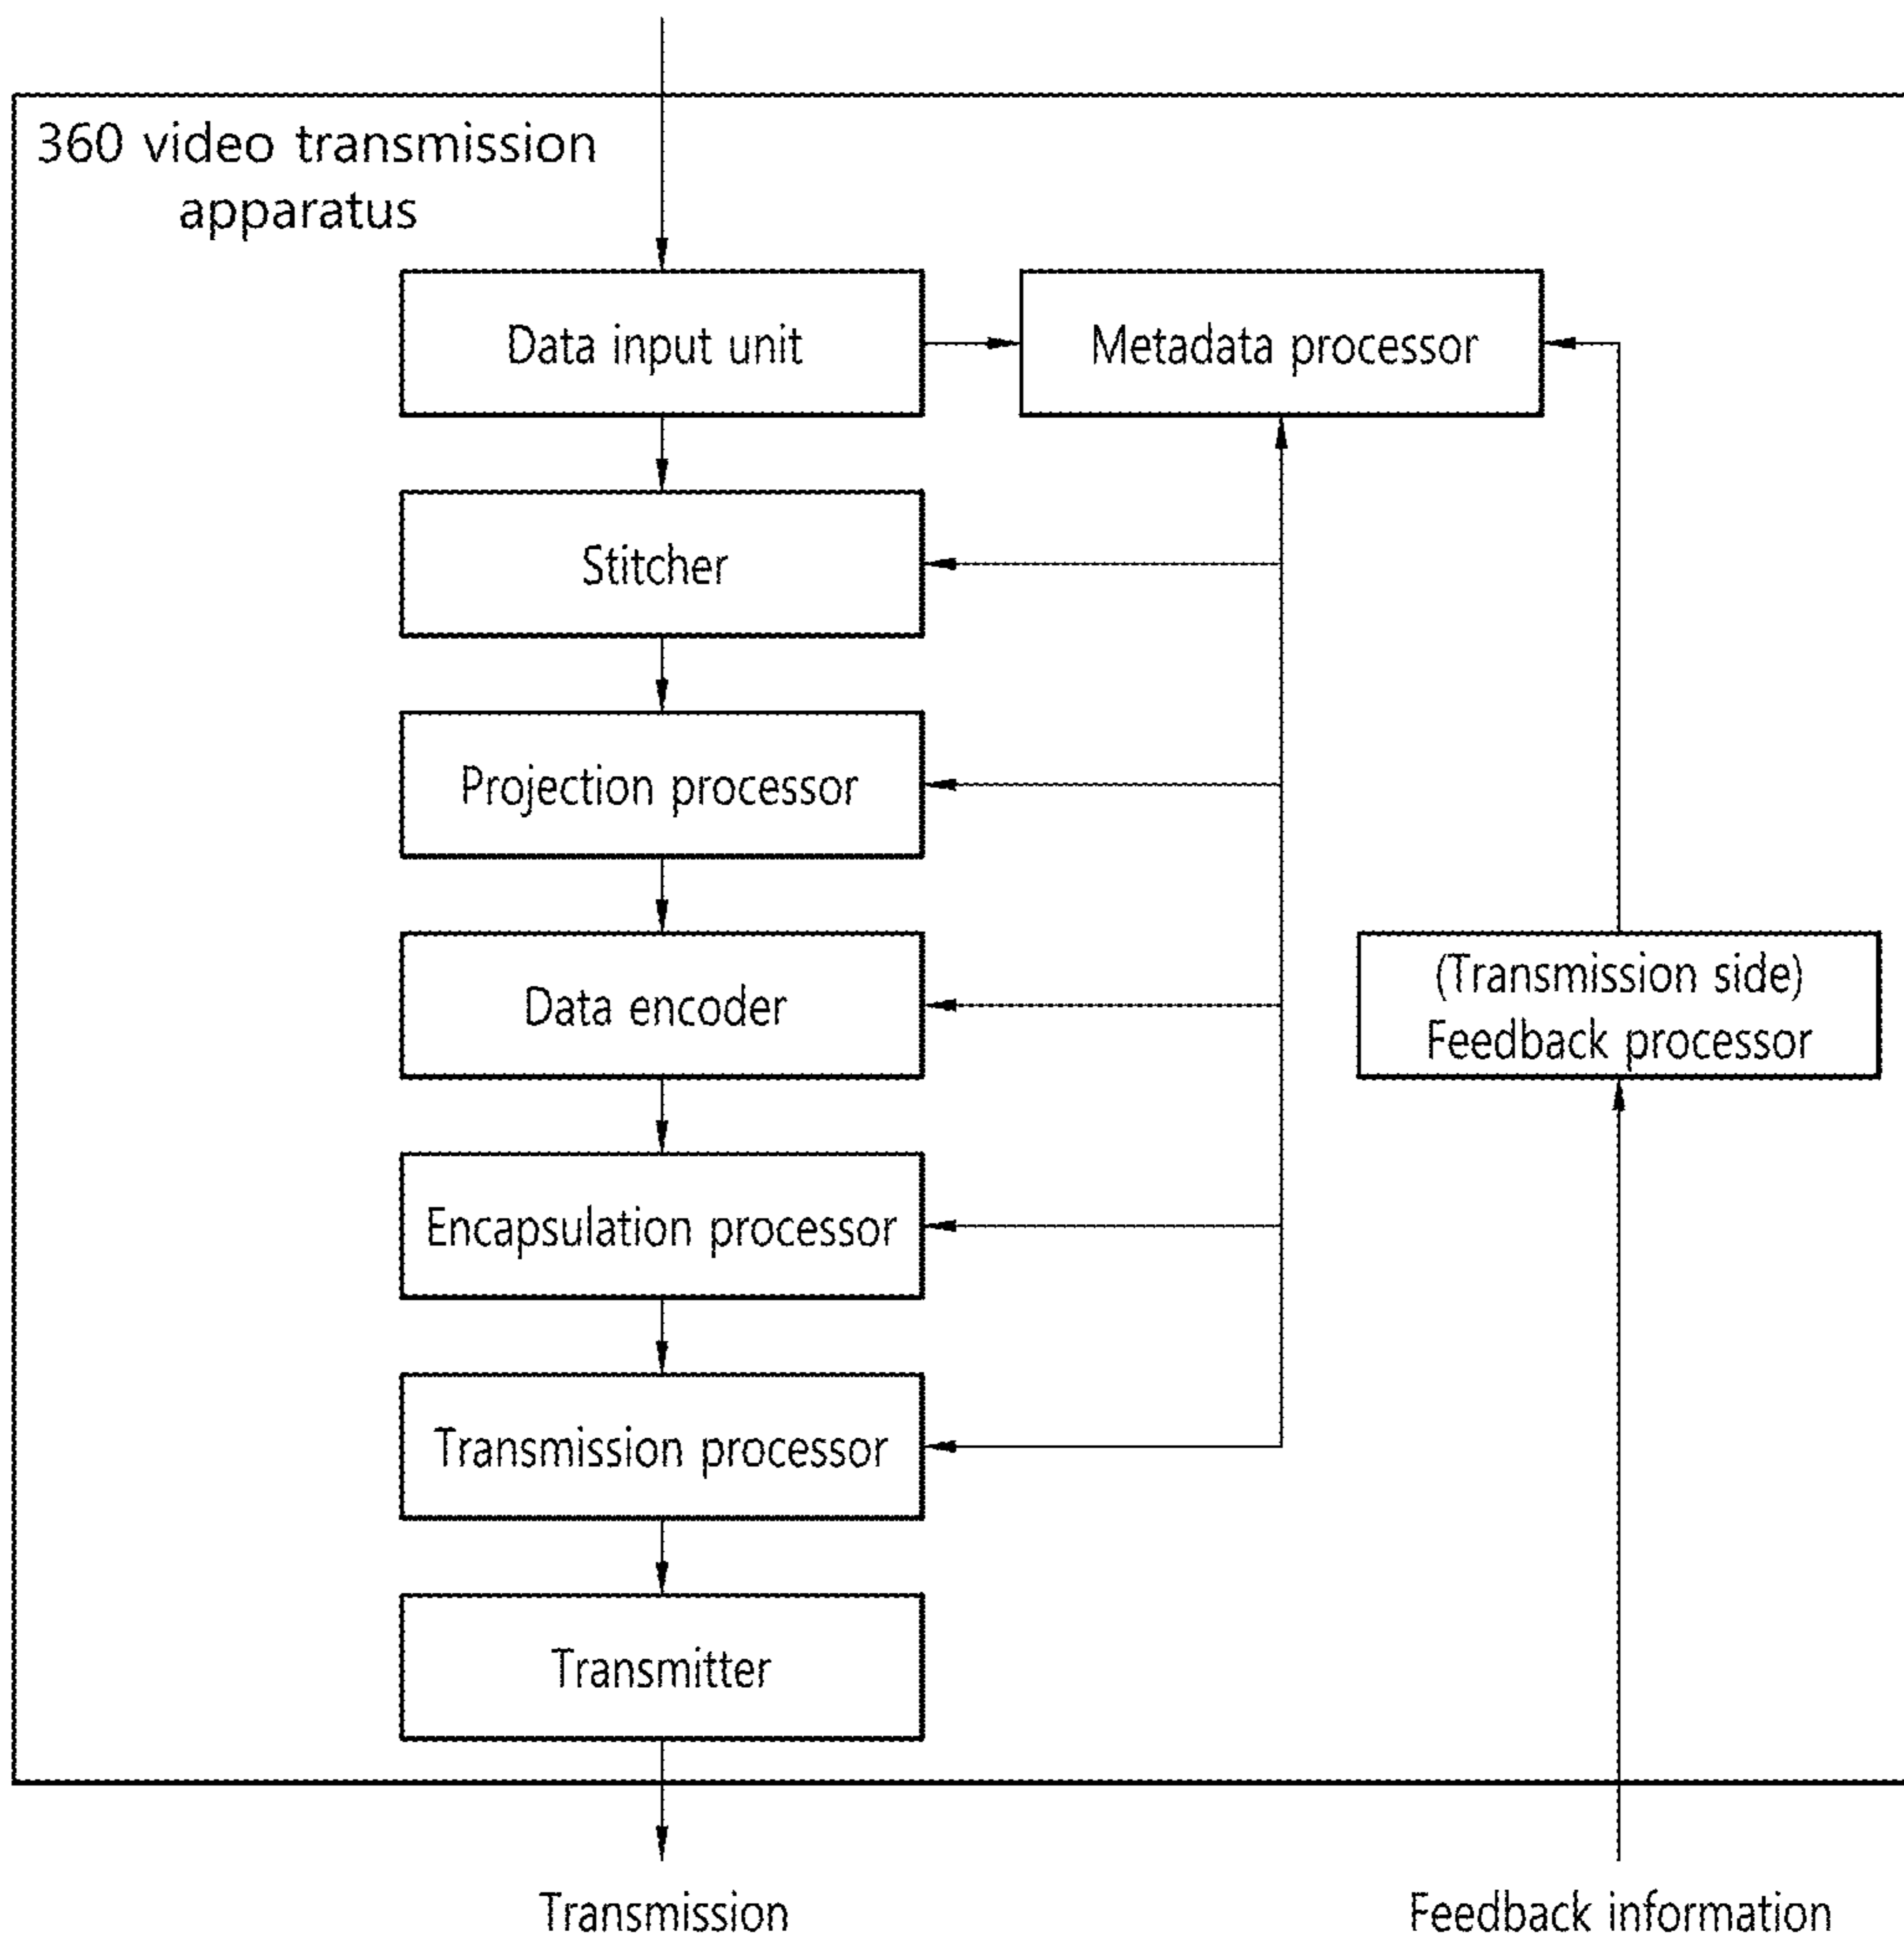 360 video transmission
apparatus
Data input unit
Metadata processor
Stitcher
Projection processor
Data encoder
(Transmission side)
Feedback processor
Encapsulation processor
Transmission processor
Transmitter
Transmission
Feedback information